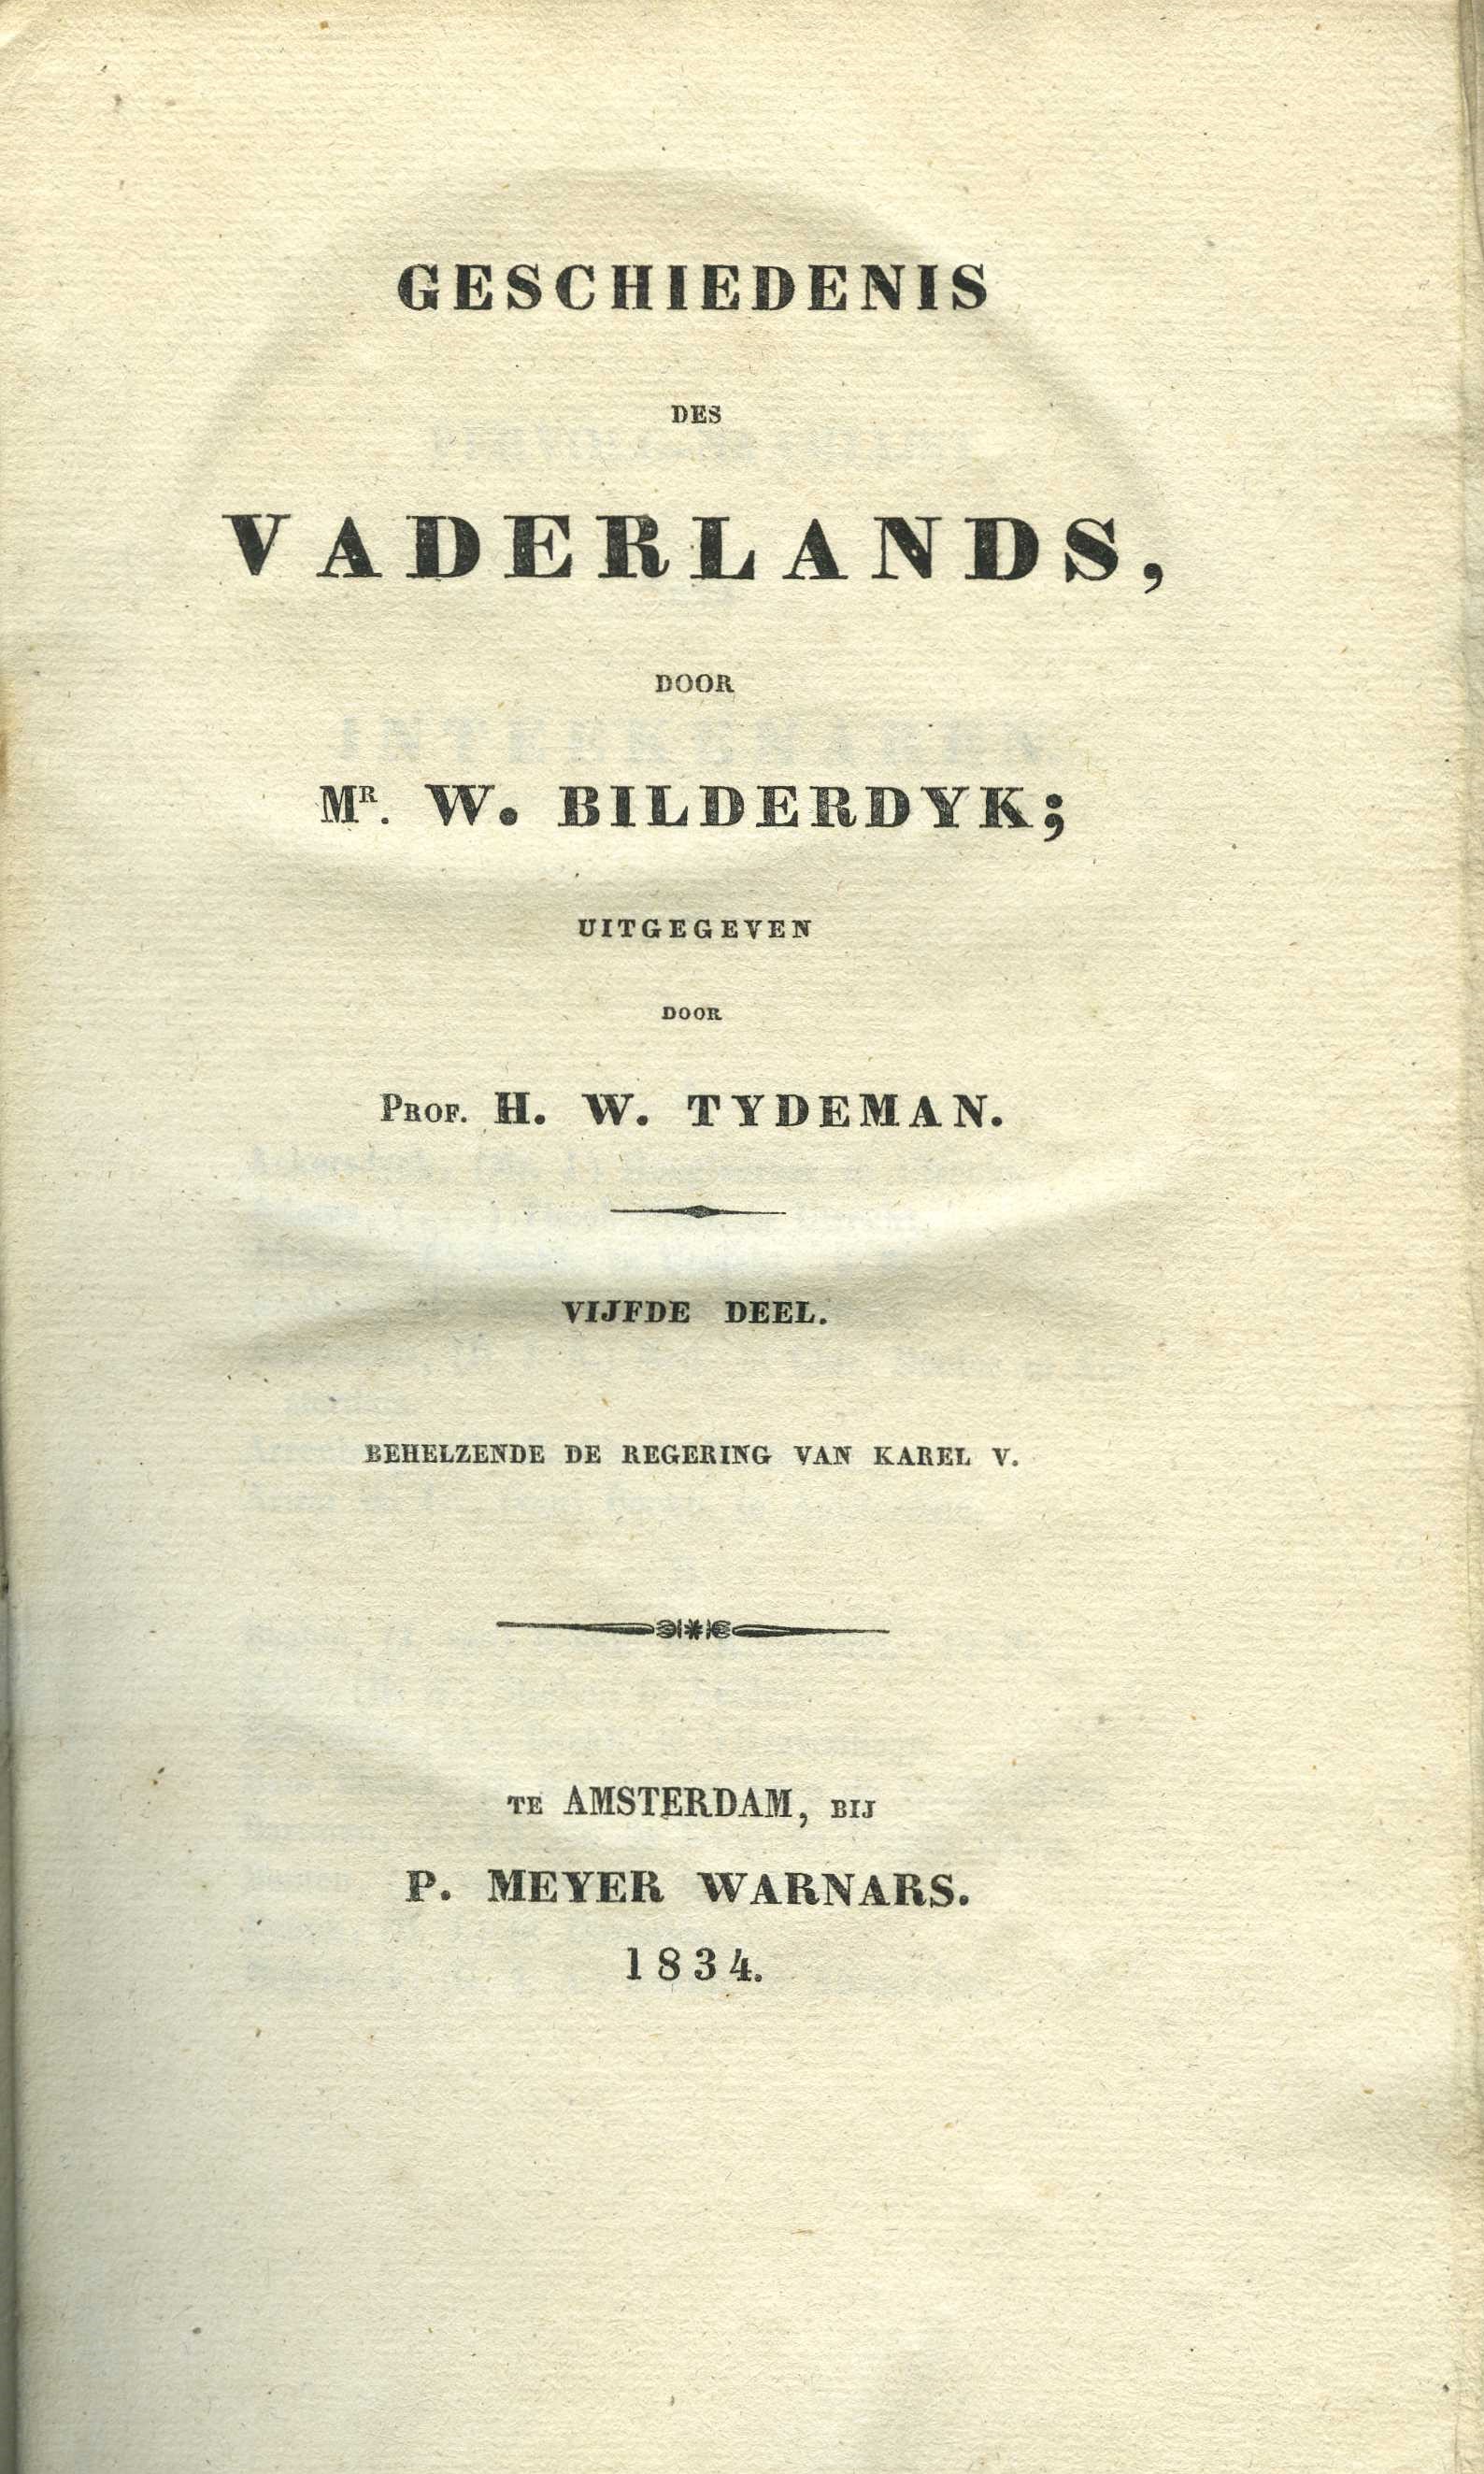 GESCHIEDENIS
DES
VADERLANDS,
DOOR
MR. W. BILDERDYK;
UITGEGEVEN
DOOR
PROF. H. W. TYDEMAN.
VIJFDE DEEL.
BEHELZENDE DE REGERING VAN KAREL V.
TE AMSTERDAM, BIJ
P. MEYER WARNARS.
1834.